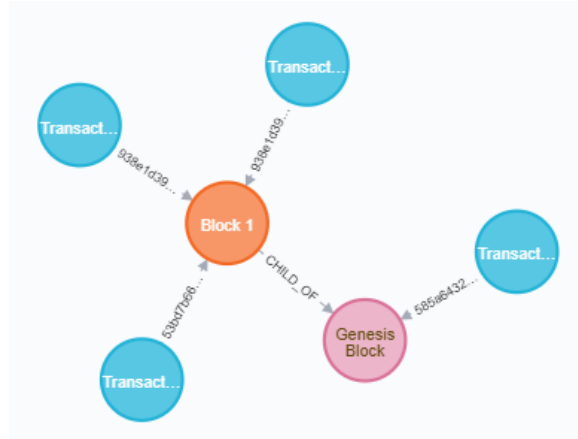 Transact...
Transact...
938e1d39...
938e1d39...
Block 1
Transact...
CHILD_OF
585a6432...
53bd7b66...
Genesis
Block
Transact...